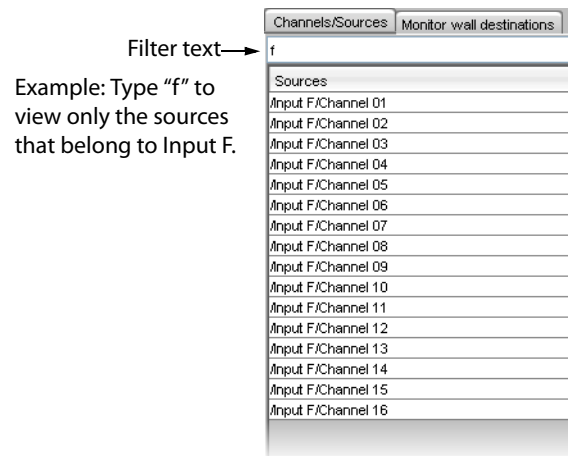 Channels/Sources
Monitor wall destinations
Filter text
f
Example: Type “f” to
view only the sources
that belong to Input F.
Sources
/Input F/Channel 01
/Input F/Channel 02
/Input F/Channel 03
/Input F/Channel 04
/Input F/Channel 05
/Input F/Channel 06
/Input F/Channel 07
/Input F/Channel 08
/Input F/Channel 09
/Input F/Channel 10
/Input F/Channel 11
/Input F/Channel 12
/Input F/Channel 13
/Input F/Channel 14
/Input F/Channel 15
/Input F/Channel 16